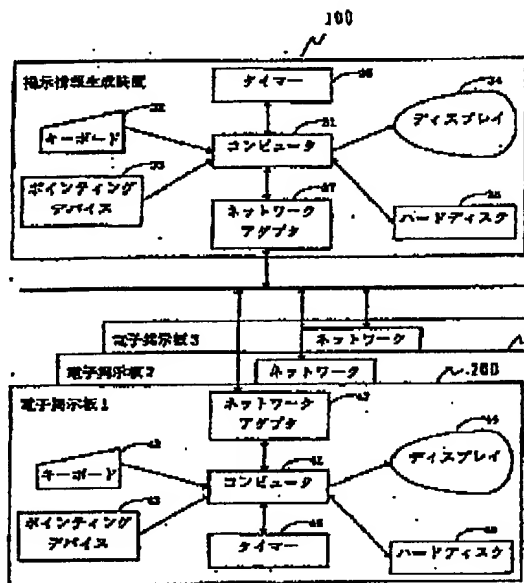 100
掲示情報生成装置
タイマー
34
ディスプレイ
キーボード
コンピュータ
ポインティング
デバイス
ネットワーク
アダプタ
ハードディスク
電子掲示板3
ネットワーク
電子掲示板2
ネットワーク
200
電子掲示板1
ネットワーク
アダプタ
キーボード
コンピュータ
ディスプレイ
ポインティング
デバイス
タイマー
ハードディスク